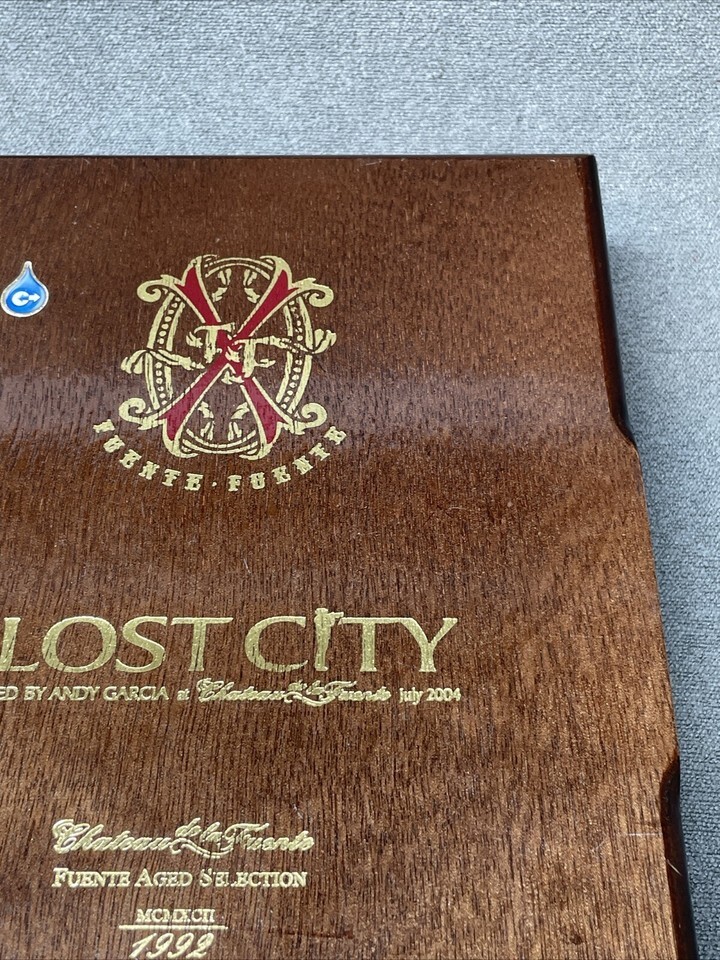 FUENTE · FUENTE
LOST CITY
ED BY ANDY GARCIA at Chateau de la Fuente july 2004
Chateau de la Fuente
FUENTE AGED SELECTION
MCMXCII
1992